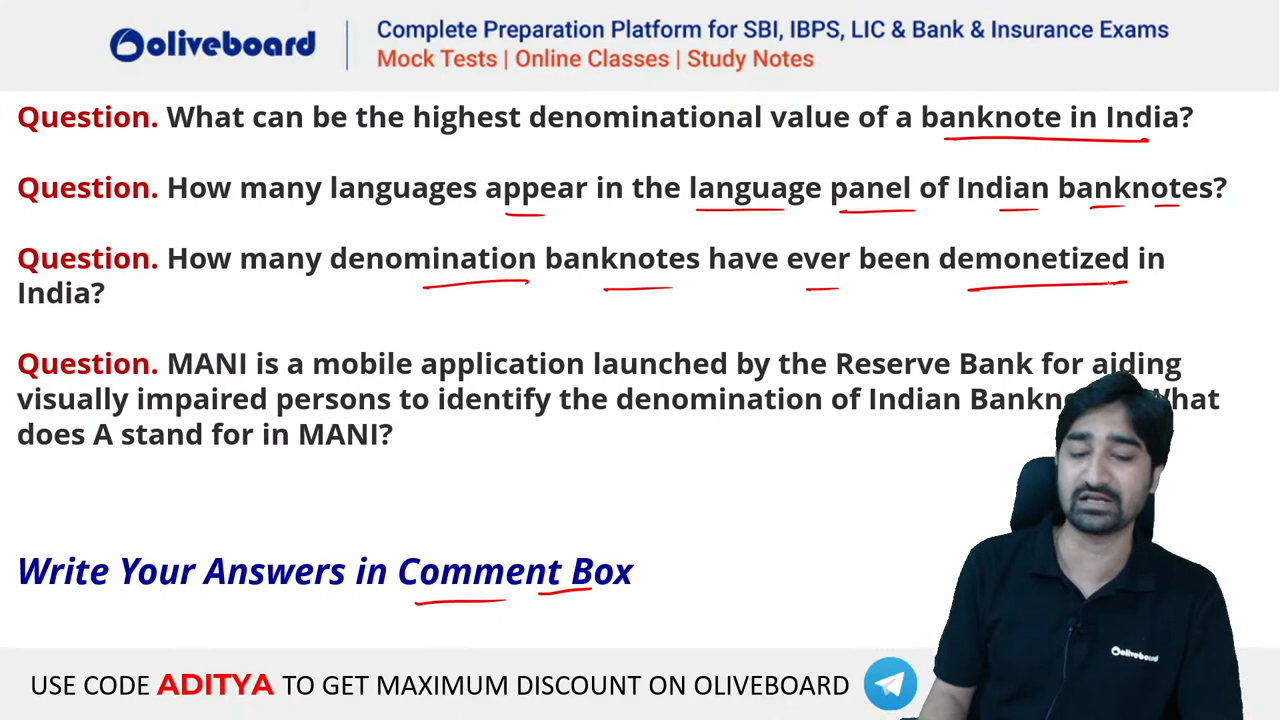 oliveboard
Complete Preparation Platform for SBI, IBPS, LIC & Bank & Insurance Exams
Mock Tests | Online Classes | Study Notes
Question. What can be the highest denominational value of a banknote in India?
Question. How many languages appear in the language panel of Indian banknotes?
Question. How many denomination banknotes have ever been demonetized in
India?
Question. MANI is a mobile application launched by the Reserve Bank for aiding
visually impaired persons to identify the denomination of Indian
does A stand for in MANI?
Write Your Answers in Comment Box
oliveboard
USE CODE ADITYA TO GET MAXIMUM DISCOUNT ON OLIVEBOARD